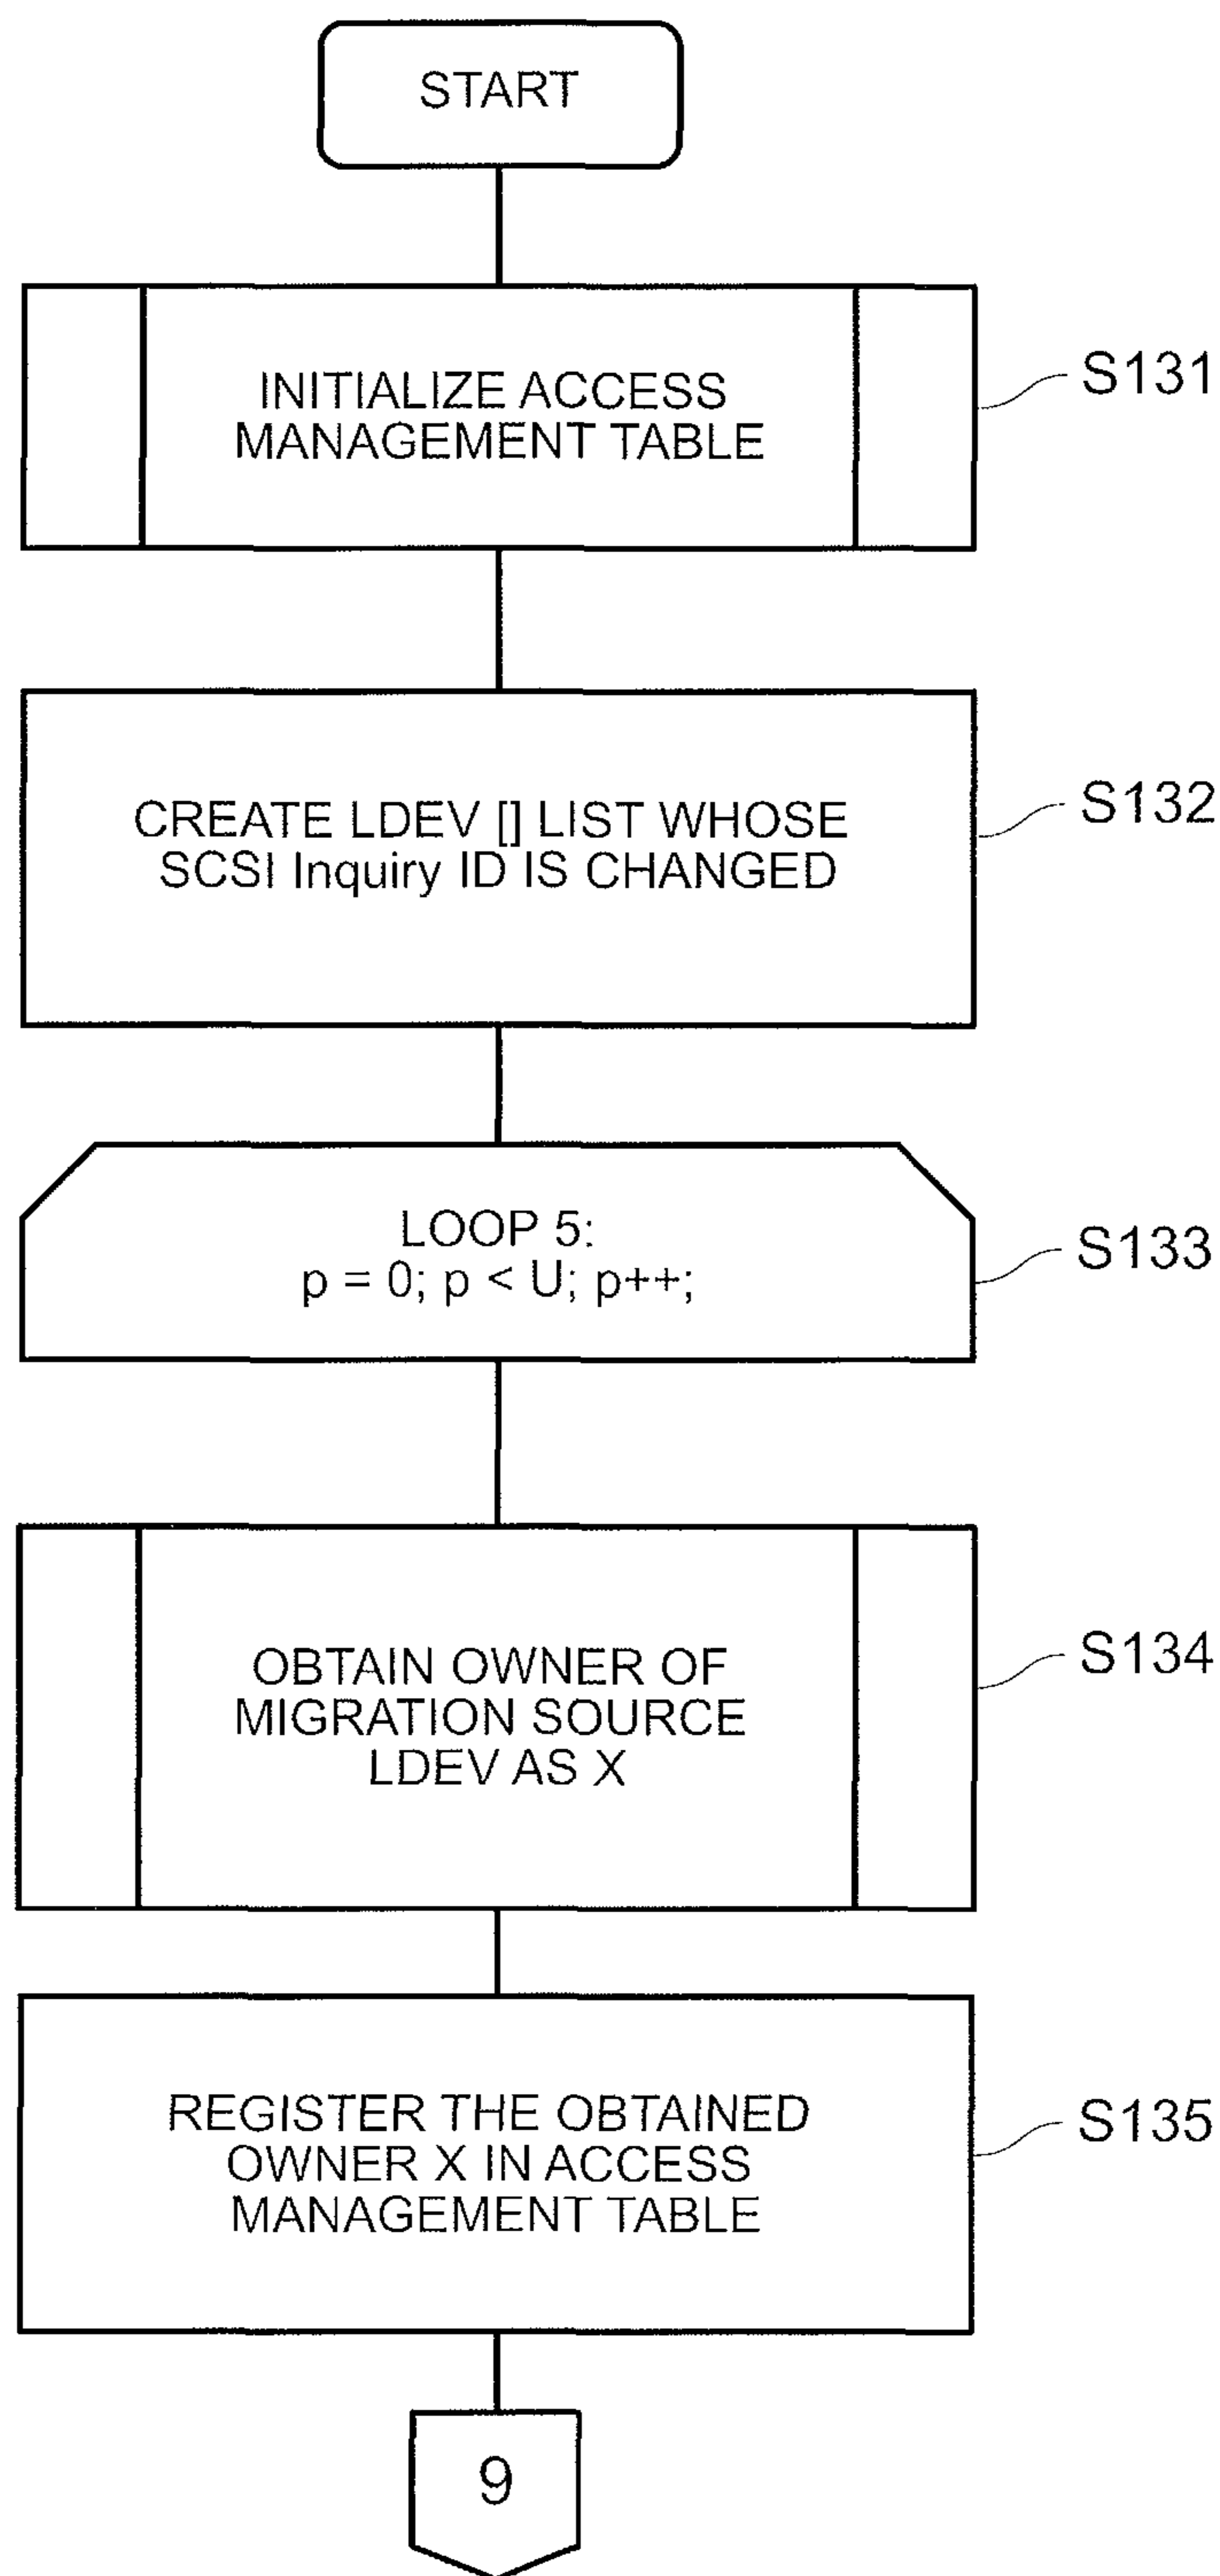 START
INITIALIZE ACCESS
MANAGEMENT TABLE
S131
CREATE LDEV [] LIST WHOSE
SCSI Inquiry ID IS CHANGED
S132
LOOP 5:
p = 0; p < U; p++;
S133
OBTAIN OWNER OF
MIGRATION SOURCE
LDEV AS X
S134
REGISTER THE OBTAINED
OWNER X IN ACCESS
MANAGEMENT TABLE
S135
9